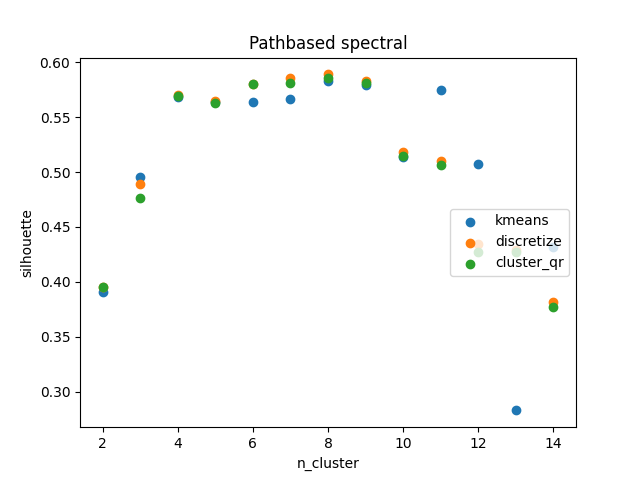 Pathbased spectral
0.60
0.55
0.50
0.45
0.40
0.35
0.30
silhouette
kmeans
discretize
cluster_qr
2 4 6 8 10 12 14
n_cluster